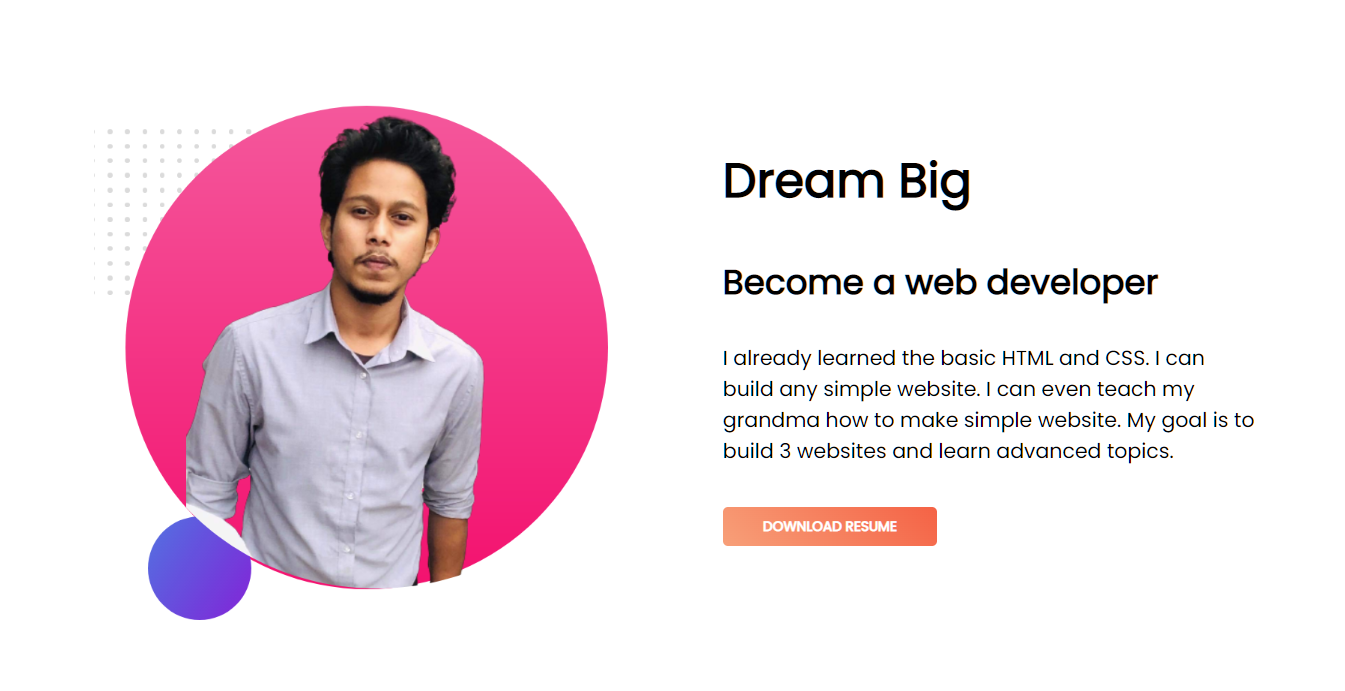 Dream Big
Become a web developer
I already learned the basic HTML and CSS. I can
build any simple website. I can even teach my
grandma how to make simple website. My goal is to
build 3 websites and learn advanced topics.
DOWNLOAD RESUME